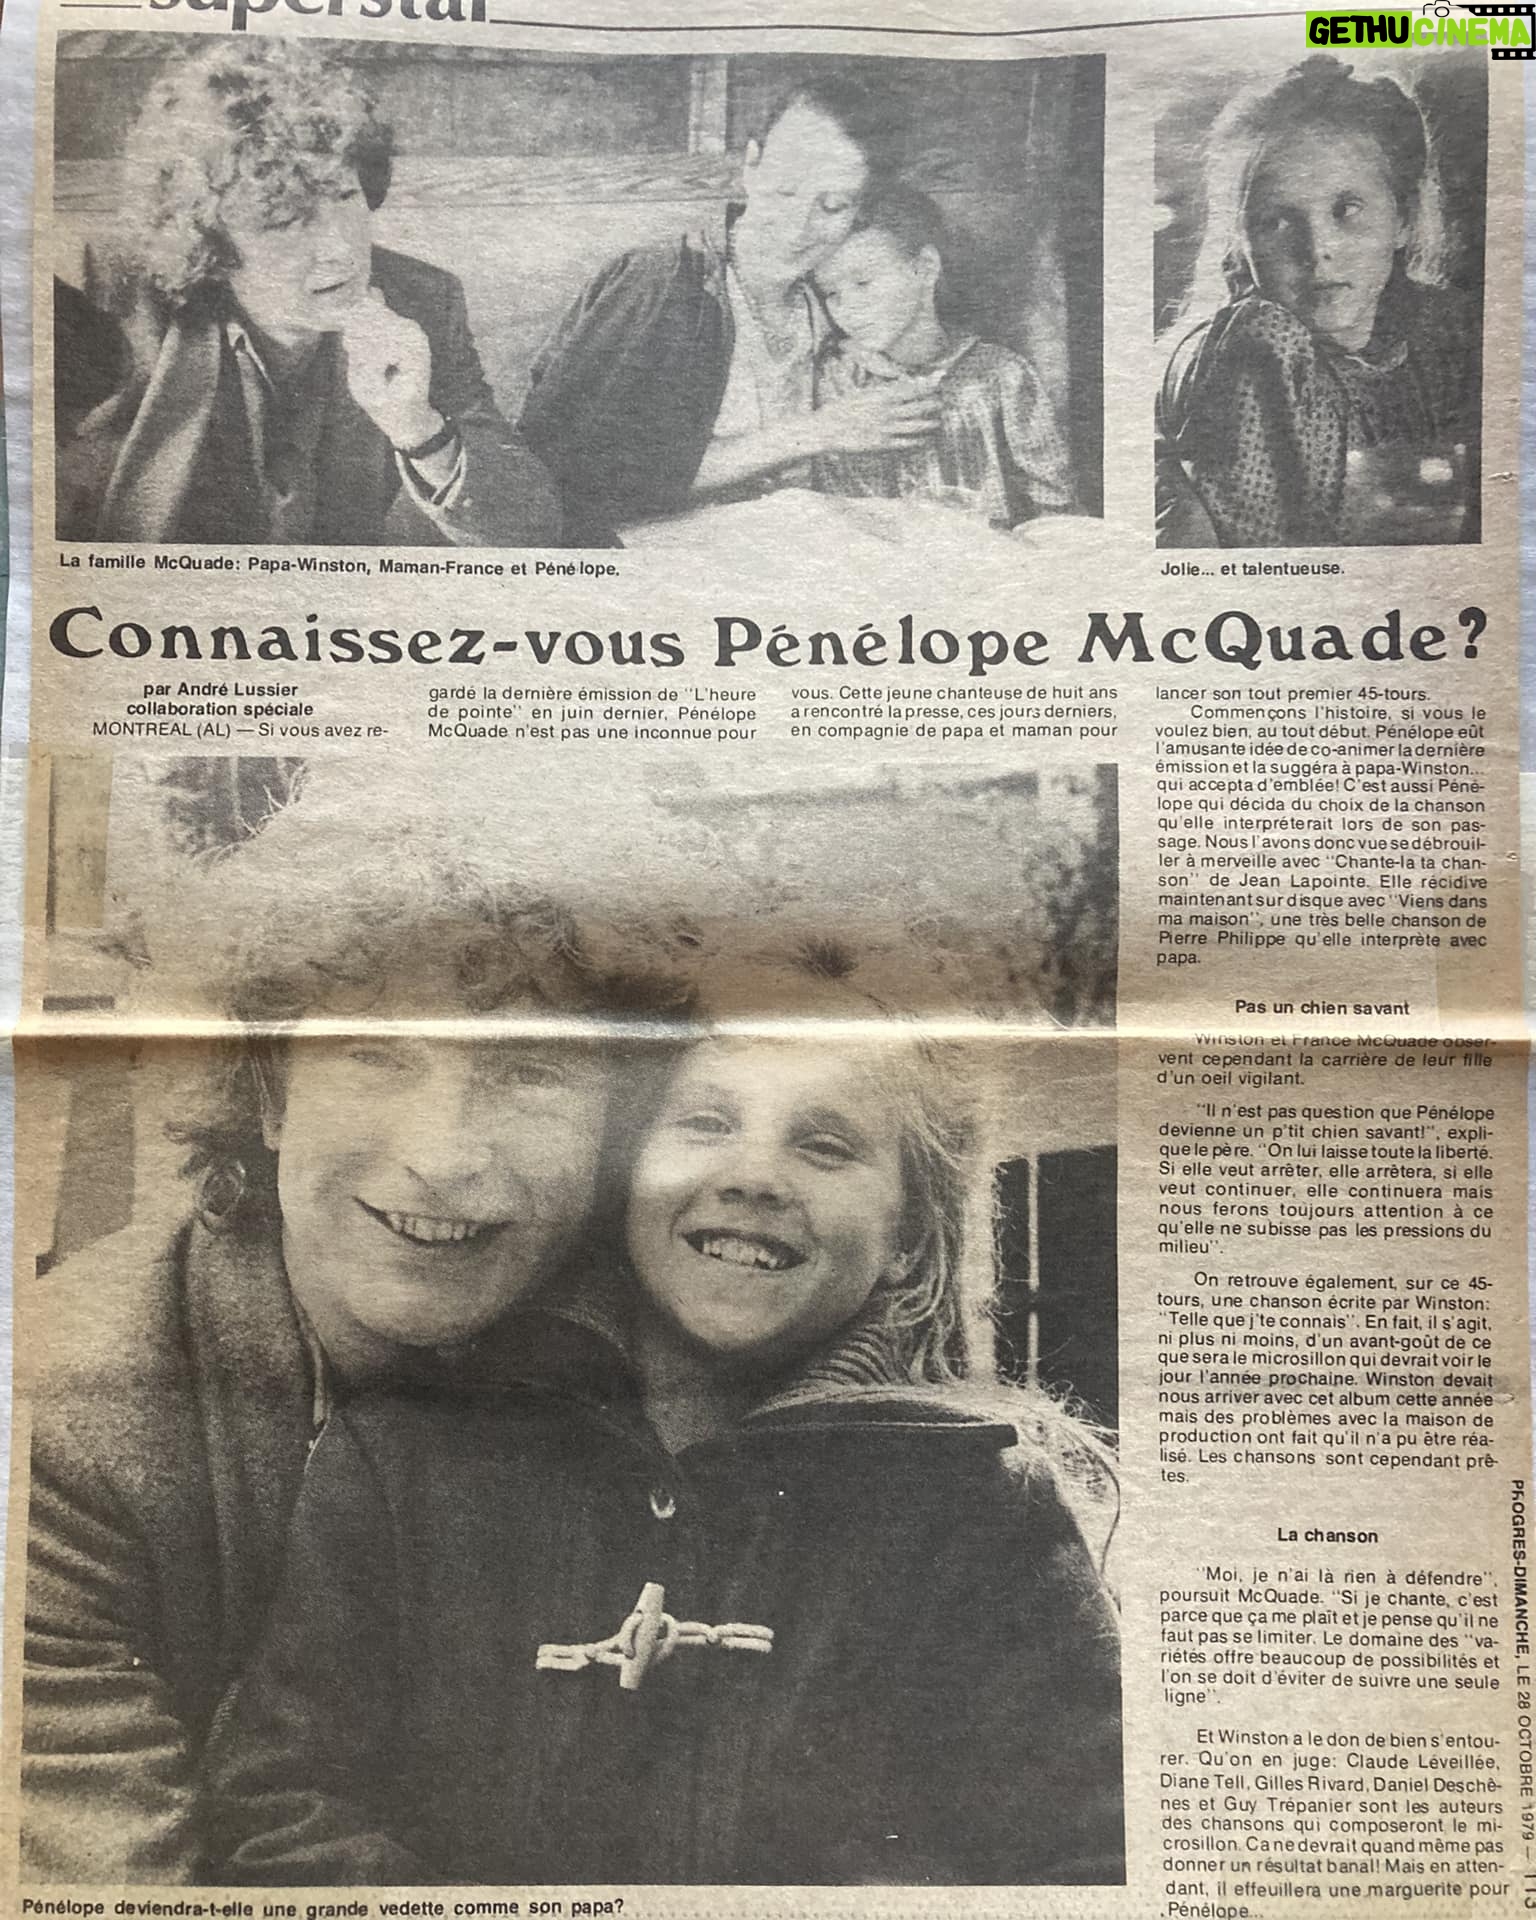 superstar
GETHUCINEMA
La famille McQuade: Papa-Winston, Maman-France et Pénélope.
Jolie... et talentueuse.
Connaissez-vous Pénélope McQuade?
par André Lussier
collaboration spéciale
MONTREAL (AL) — Si vous avez re-
gardé la dernière émission de "L'heure
de pointe" en juin dernier, Pénélope
McQuade n'est pas une inconnue pour
vous. Cette jeune chanteuse de huit ans
a rencontré la presse, ces jours derniers,
en compagnie de papa et maman pour
lancer son tout premier 45-tours.
Commençons l'histoire, si vous le
voulez bien, au tout début. Pénélope eût
l'amusante idée de co-animer la dernière
émission et la suggéra à papa-Winston...
qui accepta d'emblée! C'est aussi Péné-
lope qui décida du choix de la chanson
qu'elle interpréterait lors de son pas-
sage. Nous l'avons donc vue se débrouil-
ler à merveille avec "Chante-la ta chan-
son" de Jean Lapointe. Elle récidive
maintenant sur disque avec "Viens dans
ma maison", une très belle chanson de
Pierre Philippe qu'elle interprète avec
papa.
Pas un chien savant
Winston et France McQuade obser-
vent cependant la carrière de leur fille
d'un oeil vigilant.
"Il n'est pas question que Pénélope
devienne un p'tit chien savant!", expli-
que le père. "On lui laisse toute la liberté.
Si elle veut arrêter, elle arrêtera, si elle
veut continuer, elle continuera mais
nous ferons toujours attention à ce
qu'elle ne subisse pas les pressions du
milieu".
On retrouve également, sur ce 45-
tours, une chanson écrite par Winston:
"Telle que j'te connais". En fait, il s'agit,
ni plus ni moins, d'un avant-goût de ce
que sera le microsillon qui devrait voir le
jour l'année prochaine. Winston devait
nous arriver avec cet album cette année
mais des problèmes avec la maison de
production ont fait qu'il n'a pu être réa-
lisé. Les chansons sont cependant prê-
tes.
La chanson
"Moi, je n'ai là rien à défendre",
poursuit McQuade. "Si je chante, c'est
parce que ça me plaît et je pense qu'il ne
faut pas se limiter. Le domaine des "va-
riétés offre beaucoup de possibilités et
l'on se doit d'éviter de suivre une seule
ligne".
Et Winston a le don de bien s'entou-
rer. Qu'on en juge: Claude Léveillée,
Diane Tell, Gilles Rivard, Daniel Deschê-
nes et Guy Trépanier sont les auteurs
des chansons qui composeront le mi-
crosillon. Ca ne devrait quand même pas
donner un résultat banal! Mais en atten-
dant, il effeuillera une marguerite pour
Pénélope...
Pénélope deviendra-t-elle une grande vedette comme son papa?
PROGRES-DIMANCHE, LE 28 OCTOBRE 1979 —